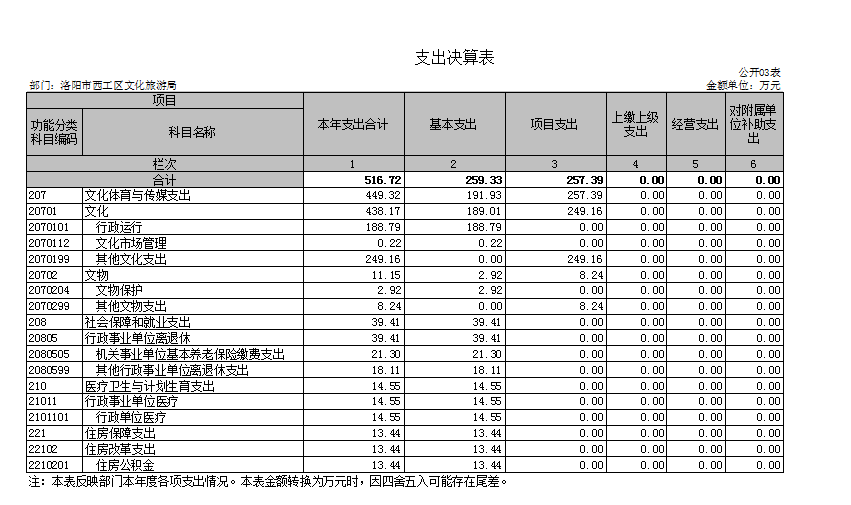 支出决算表
公开03表
部门：洛阳市西工区文化旅游局 金额单位：万元
项目 本年支出合计 基本支出 项目支出 上缴上级支出 经营支出 对附属单位补助支出
功能分类科目编码 科目名称
栏次 1 2 3 4 5 6
合计 516.72 259.33 257.39 0.00 0.00 0.00
207 文化体育与传媒支出 449.32 191.93 257.39 0.00 0.00 0.00
20701 文化 438.17 189.01 249.16 0.00 0.00 0.00
2070101 行政运行 188.79 188.79 0.00 0.00 0.00 0.00
2070112 文化市场管理 0.22 0.22 0.00 0.00 0.00 0.00
2070199 其他文化支出 249.16 0.00 249.16 0.00 0.00 0.00
20702 文物 11.15 2.92 8.24 0.00 0.00 0.00
2070204 文物保护 2.92 2.92 0.00 0.00 0.00 0.00
2070299 其他文物支出 8.24 0.00 8.24 0.00 0.00 0.00
208 社会保障和就业支出 39.41 39.41 0.00 0.00 0.00 0.00
20805 行政事业单位离退休 39.41 39.41 0.00 0.00 0.00 0.00
2080505 机关事业单位基本养老保险缴费支出 21.30 21.30 0.00 0.00 0.00 0.00
2080599 其他行政事业单位离退休支出 18.11 18.11 0.00 0.00 0.00 0.00
210 医疗卫生与计划生育支出 14.55 14.55 0.00 0.00 0.00 0.00
21011 行政事业单位医疗 14.55 14.55 0.00 0.00 0.00 0.00
2101101 行政单位医疗 14.55 14.55 0.00 0.00 0.00 0.00
221 住房保障支出 13.44 13.44 0.00 0.00 0.00 0.00
22102 住房改革支出 13.44 13.44 0.00 0.00 0.00 0.00
2210201 住房公积金 13.44 13.44 0.00 0.00 0.00 0.00
注：本表反映部门本年度各项支出情况。本表金额转换为万元时，因四舍五入可能存在尾差。